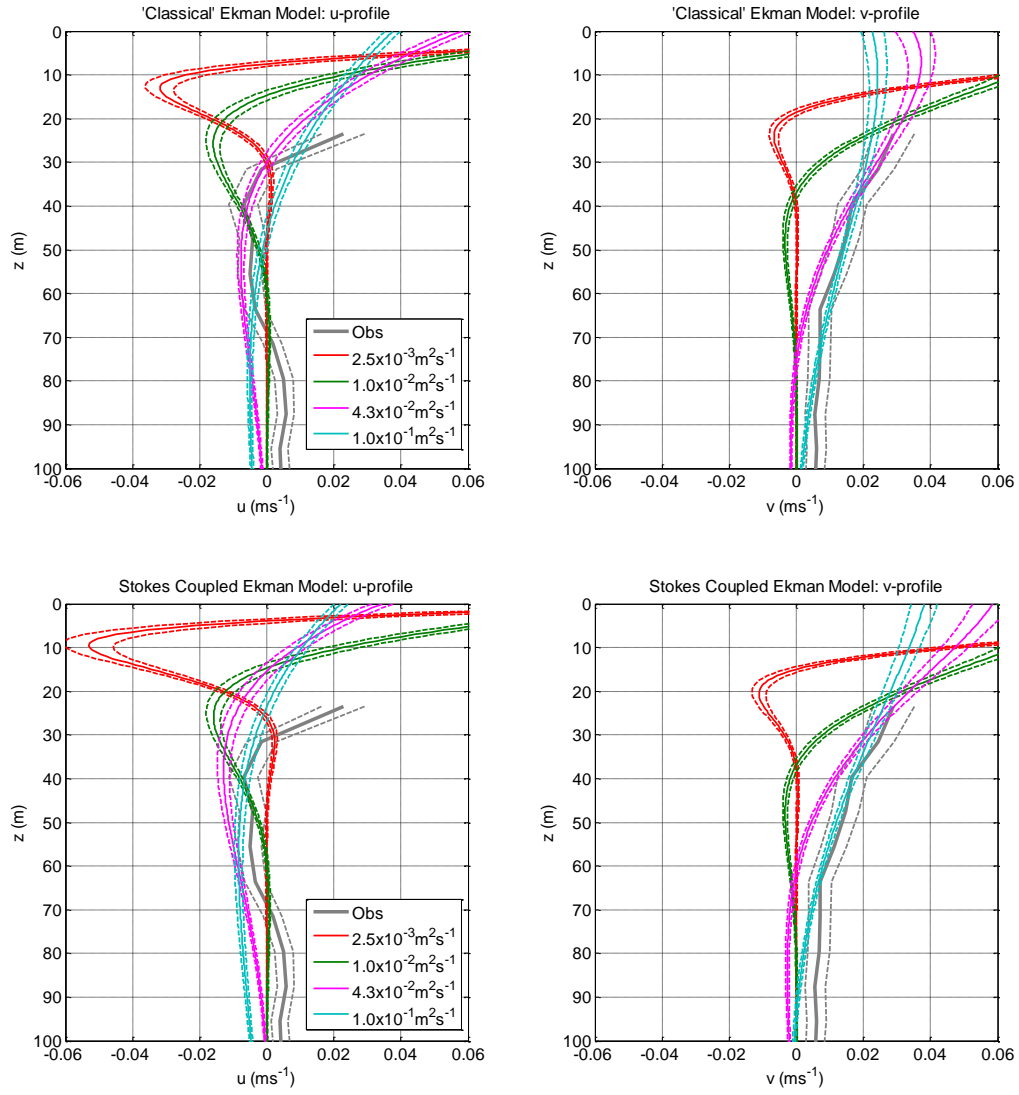 'Classical' Ekman Model: u-profile
0
10
20
30
40
50
60
70
80
90
100
z (m)
-0.06 -0.04 -0.02 0 0.02 0.04 0.06
u (ms⁻¹)
Obs
2.5x10⁻³m²s⁻¹
1.0x10⁻²m²s⁻¹
4.3x10⁻²m²s⁻¹
1.0x10⁻¹m²s⁻¹
'Classical' Ekman Model: v-profile
0
10
20
30
40
50
60
70
80
90
100
z (m)
-0.06 -0.04 -0.02 0 0.02 0.04 0.06
v (ms⁻¹)
Stokes Coupled Ekman Model: u-profile
0
10
20
30
40
50
60
70
80
90
100
z (m)
-0.06 -0.04 -0.02 0 0.02 0.04 0.06
u (ms⁻¹)
Obs
2.5x10⁻³m²s⁻¹
1.0x10⁻²m²s⁻¹
4.3x10⁻²m²s⁻¹
1.0x10⁻¹m²s⁻¹
Stokes Coupled Ekman Model: v-profile
0
10
20
30
40
50
60
70
80
90
100
z (m)
-0.06 -0.04 -0.02 0 0.02 0.04 0.06
v (ms⁻¹)